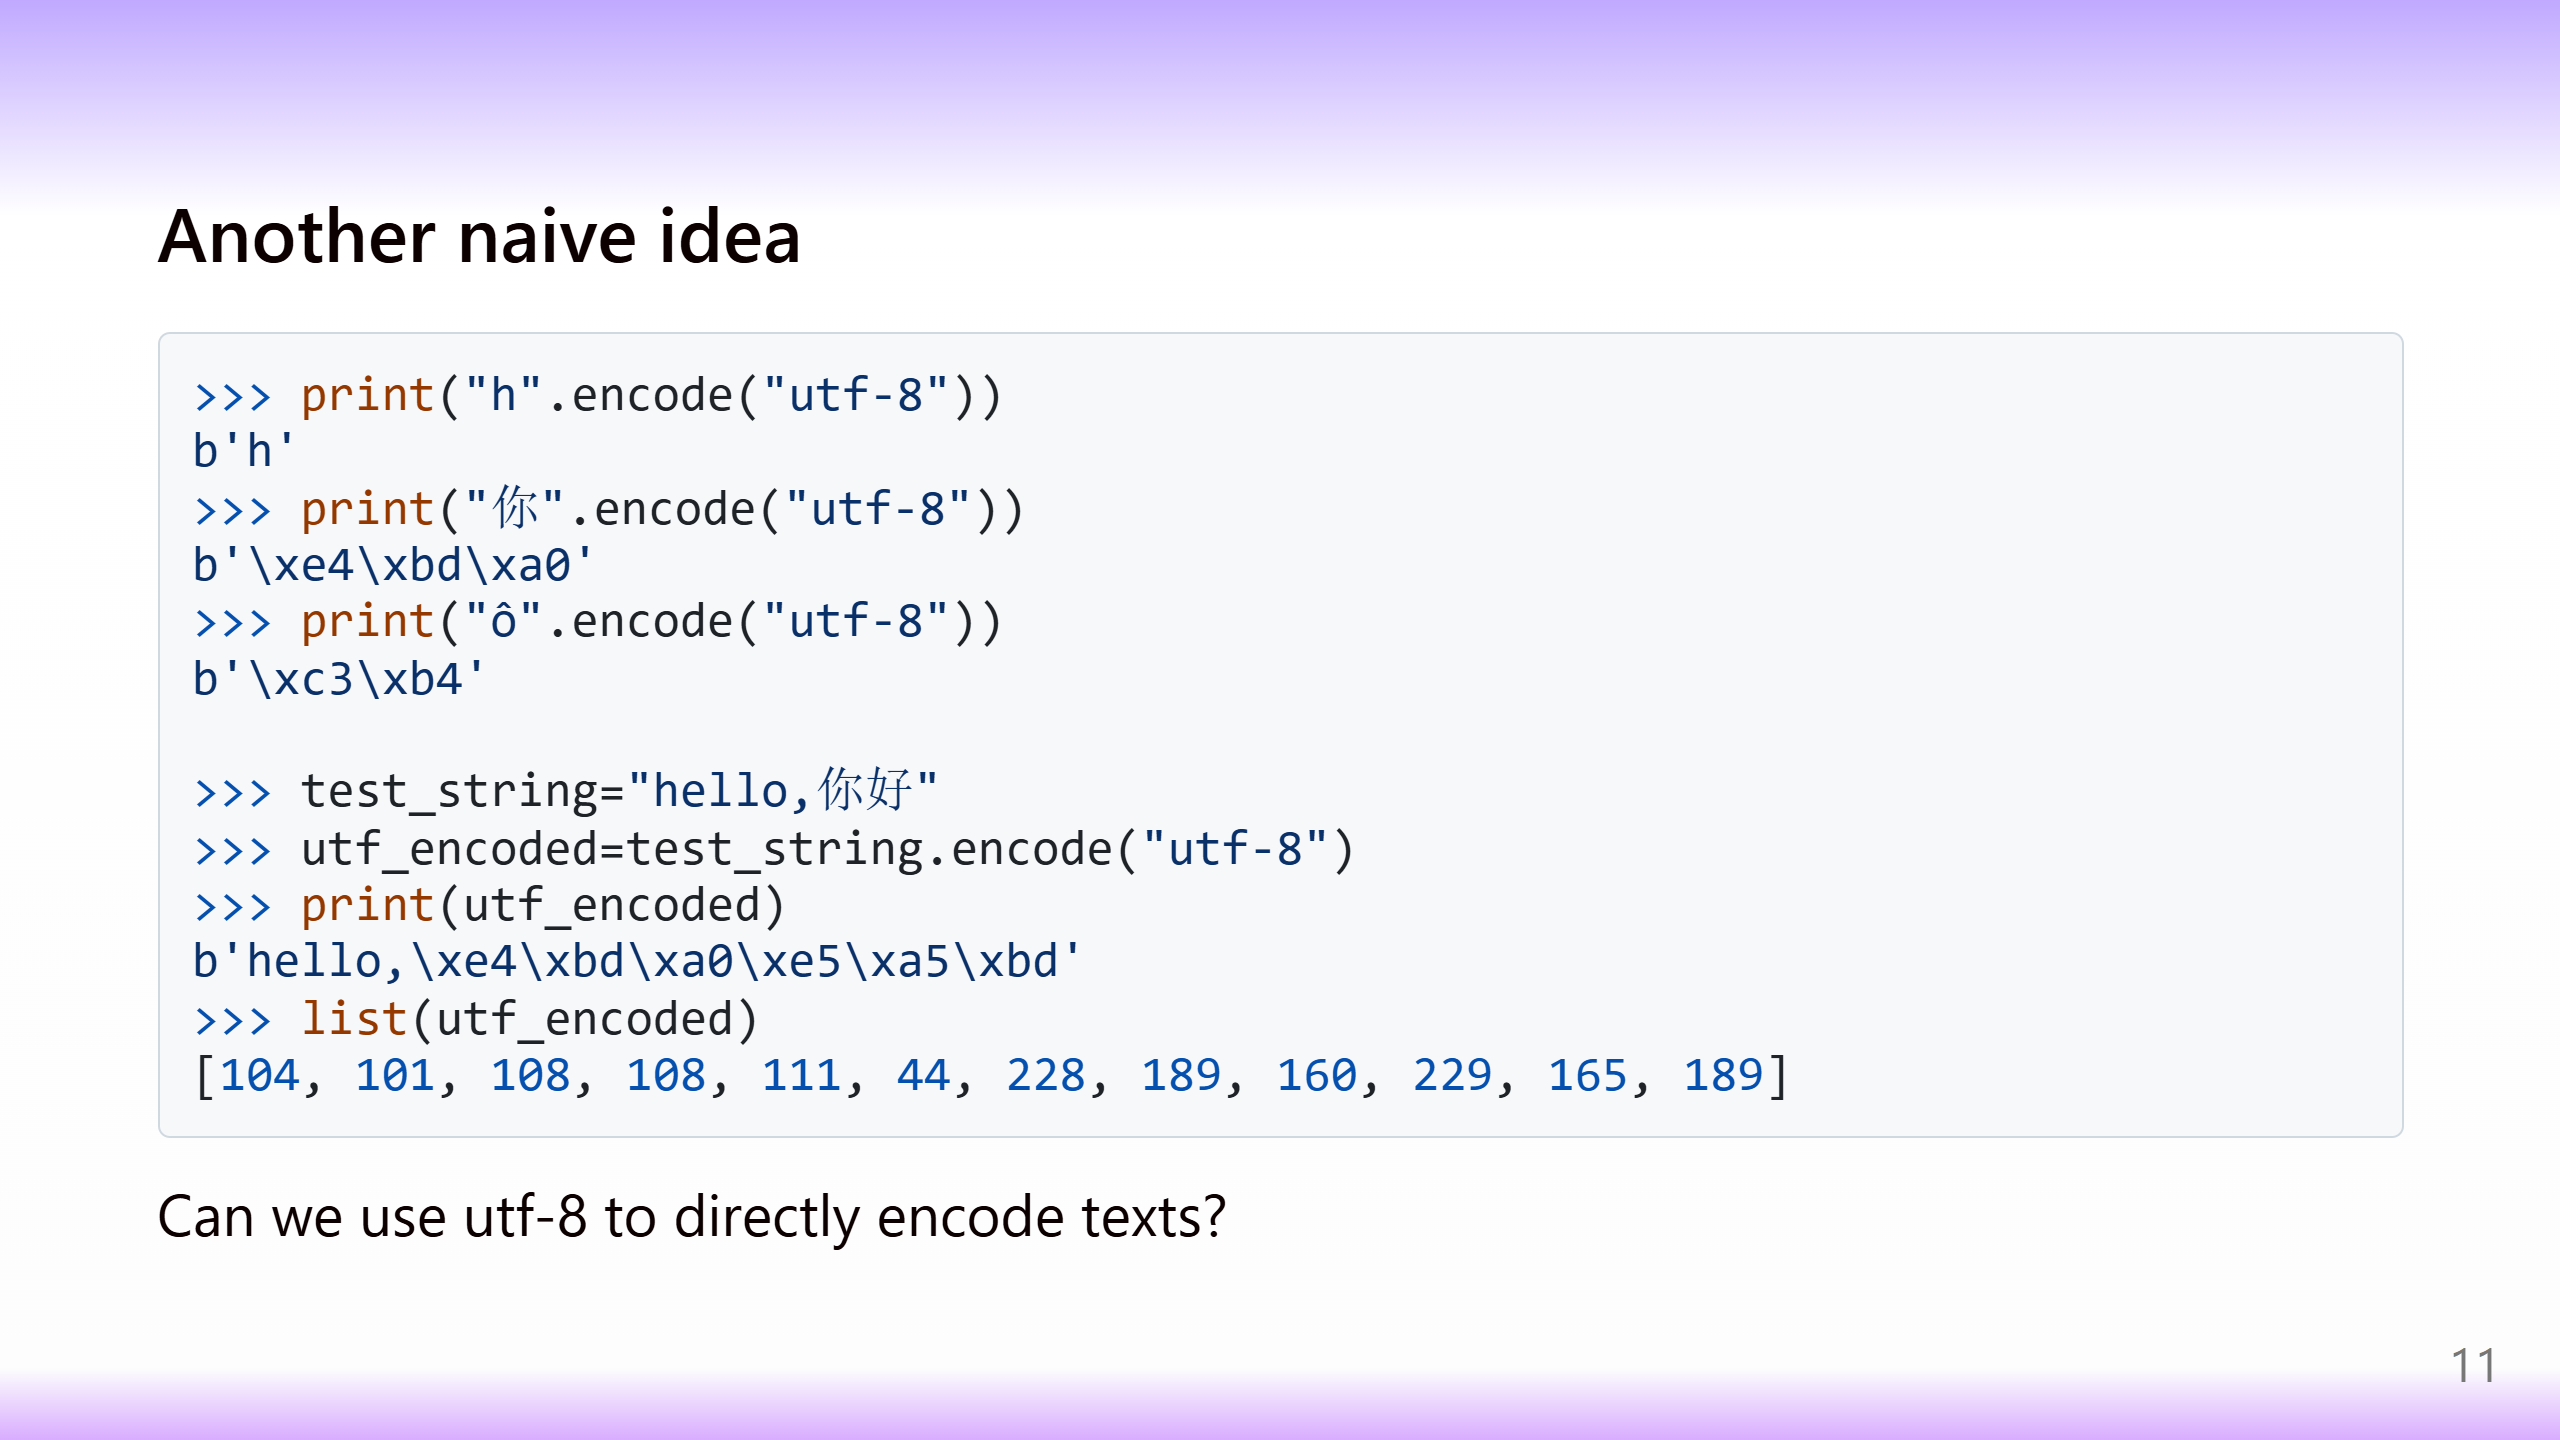 Another naive idea
>>> print("h".encode("utf-8"))
b'h'
>>> print("你".encode("utf-8"))
b'\xe4\xbd\xa0'
>>> print("ô".encode("utf-8"))
b'\xc3\xb4'
>>> test_string="hello,你好"
>>> utf_encoded=test_string.encode("utf-8")
>>> print(utf_encoded)
b'hello,\xe4\xbd\xa0\xe5\xa5\xbd'
>>> list(utf_encoded)
[104, 101, 108, 108, 111, 44, 228, 189, 160, 229, 165, 189]
Can we use utf-8 to directly encode texts?
11